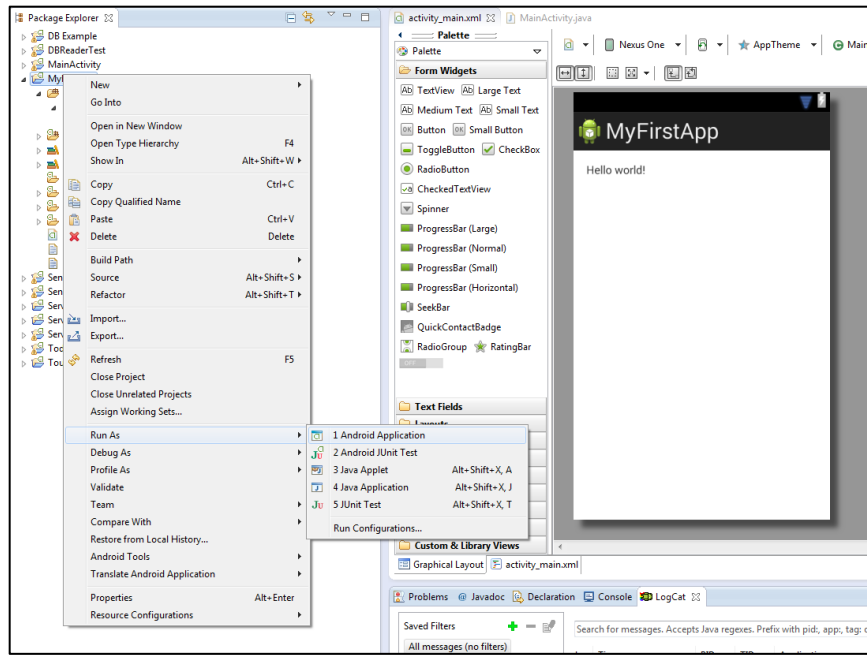 Package Explorer
DB Example
DBReaderTest
MainActivity
New
Go Into
Open in New Window
Open Type Hierarchy F4
Show In Alt+Shift+W
Copy Ctrl+C
Copy Qualified Name
Paste Ctrl+V
Delete Delete
Build Path
Source Alt+Shift+S
Refactor Alt+Shift+T
Import...
Export...
Refresh F5
Close Project
Close Unrelated Projects
Assign Working Sets...
Run As
Debug As
Profile As
Validate
Team
Compare With
Restore from Local History...
Android Tools
Translate Android Application
Properties Alt+Enter
Resource Configurations
1 Android Application
2 Android JUnit Test
3 Java Applet Alt+Shift+X, A
4 Java Application Alt+Shift+X, J
5 JUnit Test Alt+Shift+X, T
Run Configurations...
activity_main.xml MainActivity.java
Palette
Palette
Form Widgets
TextView Large Text
Medium Text Small Text
Button Small Button
ToggleButton CheckBox
RadioButton
CheckedTextView
Spinner
ProgressBar (Large)
ProgressBar (Normal)
ProgressBar (Small)
ProgressBar (Horizontal)
SeekBar
QuickContactBadge
RadioGroup RatingBar
OFF
Text Fields
Layouts
Custom & Library Views
Graphical Layout activity_main.xml
Nexus One AppTheme
MyFirstApp
Hello world!
Problems Javadoc Declaration Console LogCat
Saved Filters
All messages (no filters)
Search for messages. Accepts Java regexes. Prefix with pid:, app:, tag: